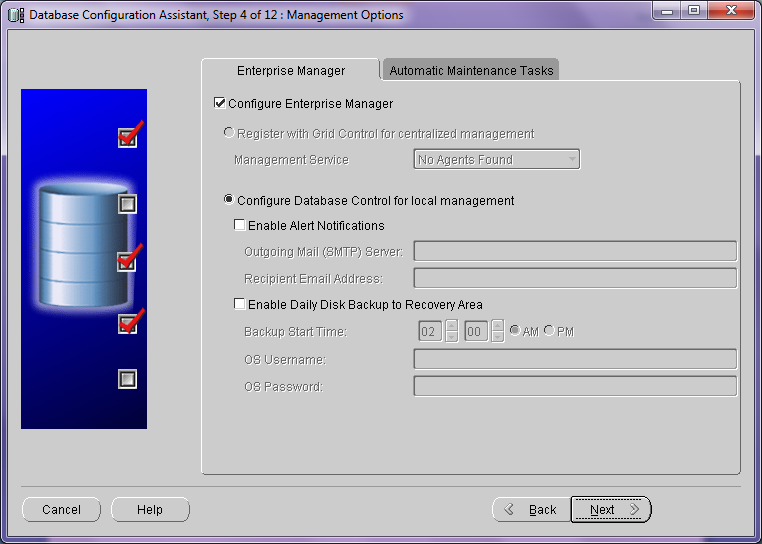 Database Configuration Assistant, Step 4 of 12 : Management Options
Enterprise Manager
Automatic Maintenance Tasks
Configure Enterprise Manager
Register with Grid Control for centralized management
Management Service No Agents Found
Configure Database Control for local management
Enable Alert Notifications
Outgoing Mail (SMTP) Server:
Recipient Email Address:
Enable Daily Disk Backup to Recovery Area
Backup Start Time: 02 00 AM PM
OS Username:
OS Password:
Cancel Help Back Next